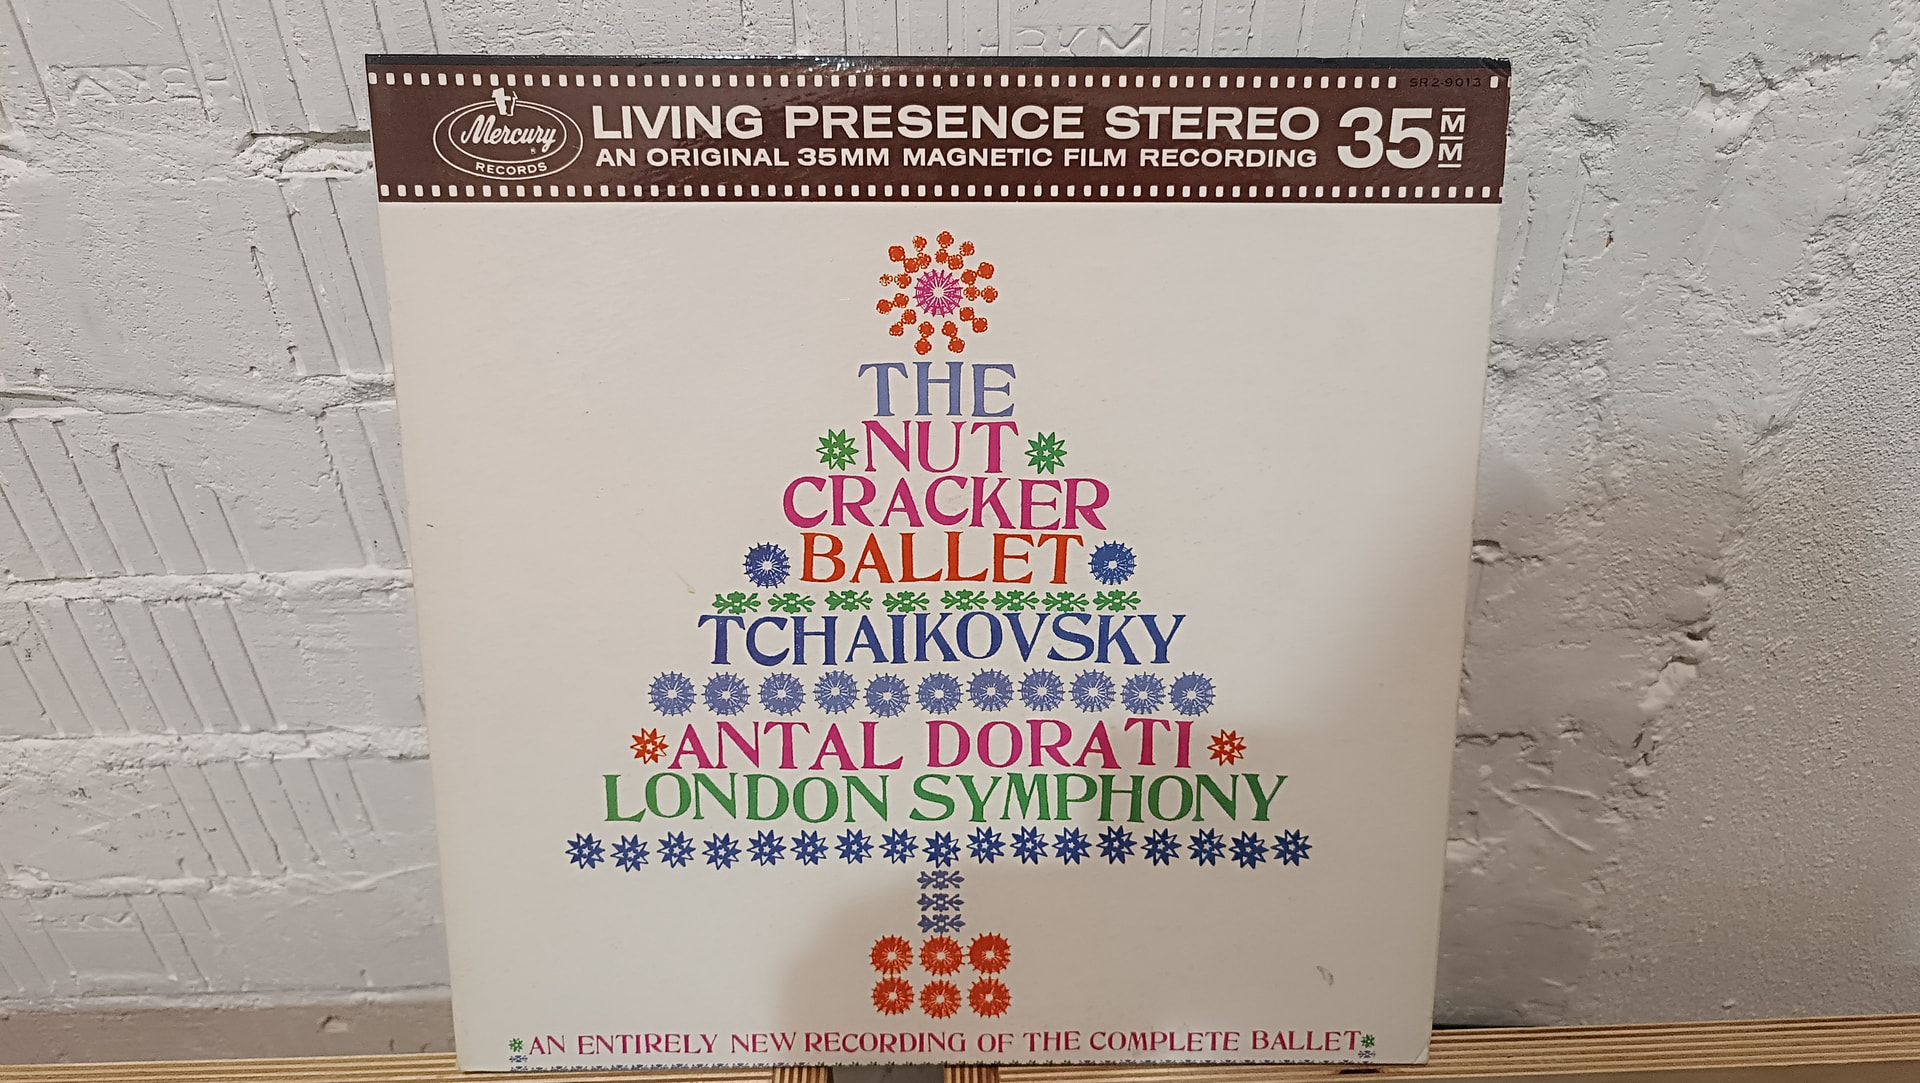 SR2-9013
Mercury
RECORDS
LIVING PRESENCE STEREO
AN ORIGINAL 35MM MAGNETIC FILM RECORDING
35 MM
THE
NUT
CRACKER
BALLET
TCHAIKOVSKY
ANTAL DORATI
LONDON SYMPHONY
AN ENTIRELY NEW RECORDING OF THE COMPLETE BALLET